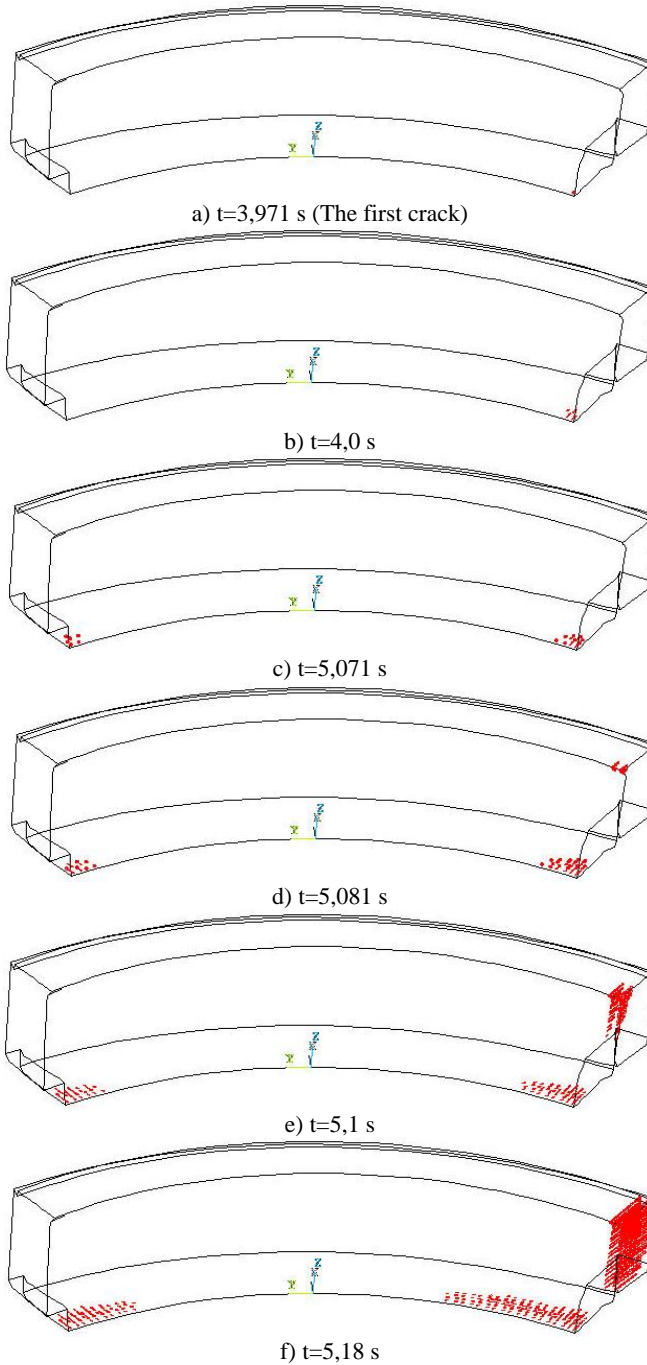 Z
X
Y
a) t=3,971 s (The first crack)
Z
X
Y
b) t=4,0 s
Z
X
Y
c) t=5,071 s
Z
X
Y
d) t=5,081 s
Z
X
Y
e) t=5,1 s
Z
X
Y
f) t=5,18 s